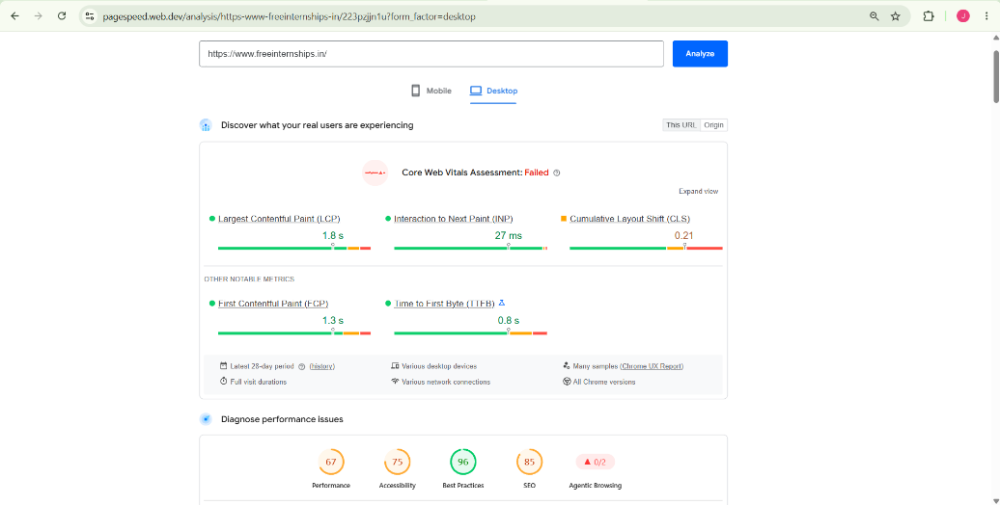 pagespeed.web.dev/analysis/https-www-freeinternships-in/223pzjjn1u?form_factor=desktop
J
https://www.freeinternships.in/
Analyze
Mobile
Desktop
Discover what your real users are experiencing
This URL
Origin
Core Web Vitals Assessment: Failed
Expand view
Largest Contentful Paint (LCP)
1.8 s
Interaction to Next Paint (INP)
27 ms
Cumulative Layout Shift (CLS)
0.21
OTHER NOTABLE METRICS
First Contentful Paint (FCP)
1.3 s
Time to First Byte (TTFB)
0.8 s
Latest 28-day period (history)
Various desktop devices
Many samples (Chrome UX Report)
Full visit durations
Various network connections
All Chrome versions
Diagnose performance issues
67
75
96
85
0/2
Performance
Accessibility
Best Practices
SEO
Agentic Browsing